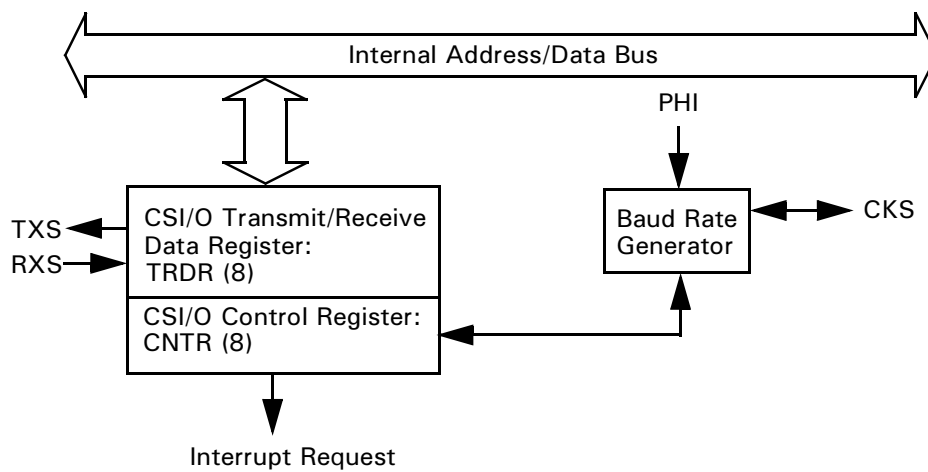 Internal Address/Data Bus
PHI
CSI/O Transmit/Receive
Data Register:
TRDR (8)
TXS
RXS
Baud Rate
Generator
CKS
CSI/O Control Register:
CNTR (8)
Interrupt Request